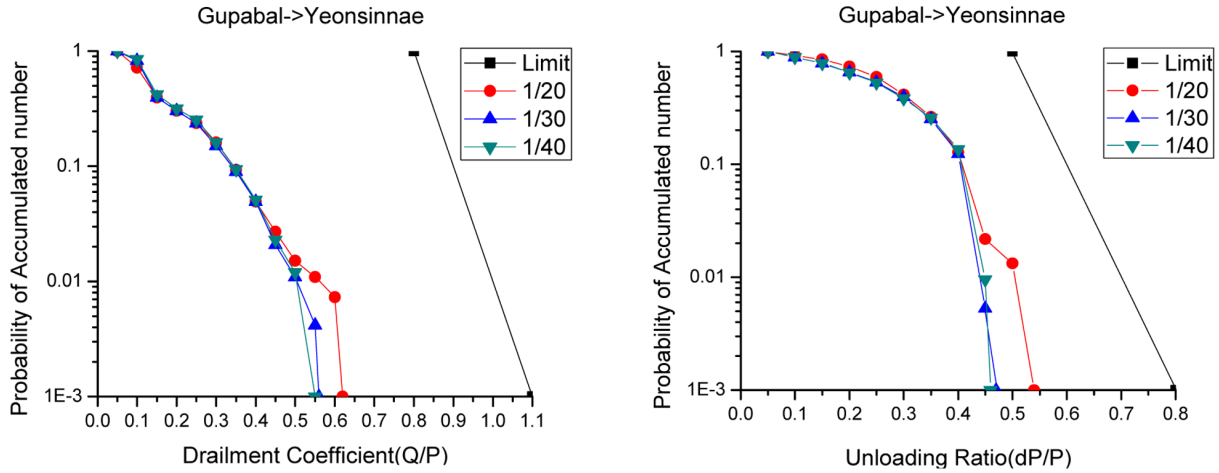 Gupabal->Yeonsinnae
1
0.1
0.01
1E-3
Probability of Accumulated number
0.0 0.1 0.2 0.3 0.4 0.5 0.6 0.7 0.8 0.9 1.0 1.1
Drailment Coefficient(Q/P)
Limit
1/20
1/30
1/40
Gupabal->Yeonsinnae
1
0.1
0.01
1E-3
Probability of Accumulated number
0.0 0.1 0.2 0.3 0.4 0.5 0.6 0.7 0.8
Unloading Ratio(dP/P)
Limit
1/20
1/30
1/40